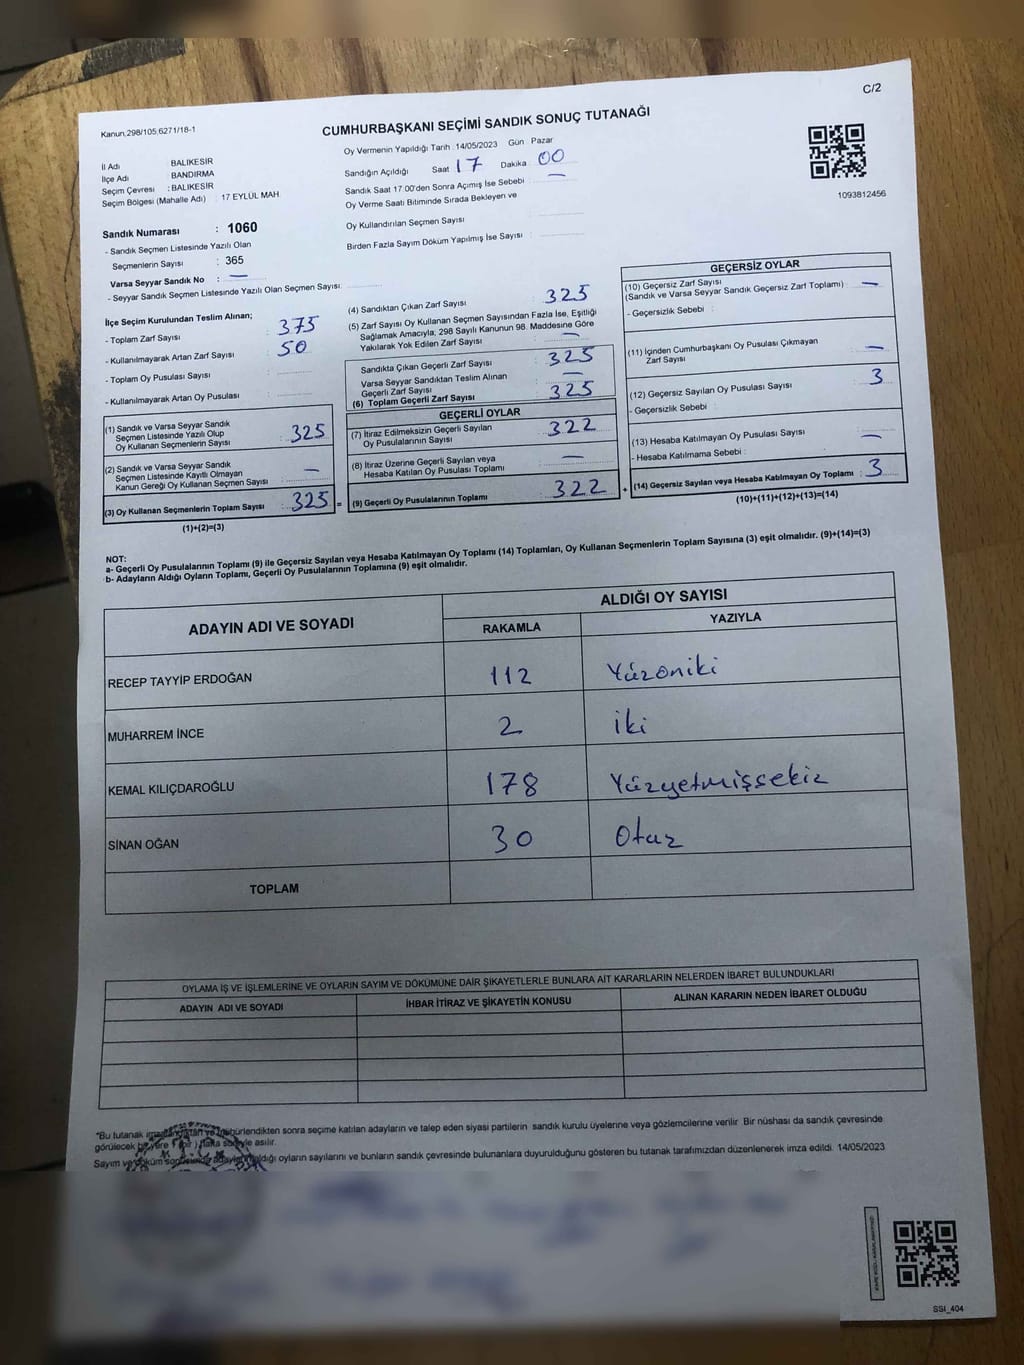 C/2
Kanun,298/105,6271/18-1
CUMHURBAŞKANI SEÇİMİ SANDIK SONUÇ TUTANAĞI
İl Adı BALIKESİR
İlçe Adı BANDIRMA
Seçim Çevresi : BALIKESİR
Seçim Bölgesi (Mahalle Adı) : 17 EYLÜL MAH
Oy Vermenin Yapıldığı Tarih :14/05/2023 Gün Pazar
Sandığın Açıldığı Saat 17 Dakika 00
Sandık Saat 17:00'den Sonra Açımış İse Sebebi : —
Oy Verme Saati Bitiminde Sırada Bekleyen ve
Oy Kullandırılan Seçmen Sayısı :
Birden Fazla Sayım Döküm Yapılmış İse Sayısı :
1093812456
Sandık Numarası : 1060
- Sandık Seçmen Listesinde Yazılı Olan
Seçmenlerin Sayısı : 365
Varsa Seyyar Sandık No : —
- Seyyar Sandık Seçmen Listesinde Yazılı Olan Seçmen Sayısı:
İlçe Seçim Kurulundan Teslim Alınan;
- Toplam Zarf Sayısı : 375
- Kullanılmayarak Artan Zarf Sayısı : 50
- Toplam Oy Pusulası Sayısı :
- Kullanılmayarak Artan Oy Pusulası :
(1) Sandık ve Varsa Seyyar Sandık
Seçmen Listesinde Yazılı Olup
Oy Kullanan Seçmenlerin Sayısı : 325
(2) Sandık ve Varsa Seyyar Sandık
Seçmen Listesinde Kayıtlı Olmayan
Kanun Gereği Oy Kullanan Seçmen Sayısı : —
(3) Oy Kullanan Seçmenlerin Toplam Sayısı : 325 =
(1)+(2)=(3)
(4) Sandıktan Çıkan Zarf Sayısı : 325
(5) Zarf Sayısı Oy Kullanan Seçmen Sayısından Fazla İse, Eşitliği
Sağlamak Amacıyla; 298 Sayılı Kanunun 98. Maddesine Göre
Yakılarak Yok Edilen Zarf Sayısı : —
Sandıkta Çıkan Geçerli Zarf Sayısı : 325
Varsa Seyyar Sandıktan Teslim Alınan
Geçerli Zarf Sayısı : —
(6) Toplam Geçerli Zarf Sayısı : 325
GEÇERLİ OYLAR
(7) İtiraz Edilmeksizin Geçerli Sayılan
Oy Pusulalarının Sayısı : 322
(8) İtiraz Üzerine Geçerli Sayılan veya
Hesaba Katılan Oy Pusulası Toplamı : —
(9) Geçerli Oy Pusulalarının Toplamı : 322 +
GEÇERSİZ OYLAR
(10) Geçersiz Zarf Sayısı
(Sandık ve Varsa Seyyar Sandık Geçersiz Zarf Toplamı) : —
- Geçersizlik Sebebi :
(11) İçinden Cumhurbaşkanı Oy Pusulası Çıkmayan
Zarf Sayısı : —
(12) Geçersiz Sayılan Oy Pusulası Sayısı : 3
- Geçersizlik Sebebi :
(13) Hesaba Katılmayan Oy Pusulası Sayısı : —
- Hesaba Katılmama Sebebi :
(14) Geçersiz Sayılan veya Hesaba Katılmayan Oy Toplamı : 3
(10)+(11)+(12)+(13)=(14)
NOT:
a- Geçerli Oy Pusulalarının Toplamı (9) ile Geçersiz Sayılan veya Hesaba Katılmayan Oy Toplamı (14) Toplamları, Oy Kullanan Seçmenlerin Toplam Sayısına (3) eşit olmalıdır. (9)+(14)=(3)
b- Adayların Aldığı Oyların Toplamı, Geçerli Oy Pusulalarının Toplamına (9) eşit olmalıdır.
ADAYIN ADI VE SOYADI
ALDIĞI OY SAYISI
RAKAMLA YAZIYLA
RECEP TAYYİP ERDOĞAN 112 Yüzoniki
MUHARREM İNCE 2 İki
KEMAL KILIÇDAROĞLU 178 Yüzyetmişsekiz
SİNAN OĞAN 30 Otuz
TOPLAM
OYLAMA İŞ VE İŞLEMLERİNE VE OYLARIN SAYIM VE DÖKÜMÜNE DAİR ŞİKAYETLERLE BUNLARA AİT KARARLARIN NELERDEN İBARET BULUNDUKLARI
ADAYIN ADI VE SOYADI İHBAR İTİRAZ VE ŞİKAYETİN KONUSU ALINAN KARARIN NEDEN İBARET OLDUĞU
*Bu tutanak ve mühürlendikten sonra seçime katılan adayların ve talep eden siyasi partilerin sandık kurulu üyelerine veya gözlemcilerine verilir. Bir nüshası da sandık çevresinde
görülecek bir yere hafta süreyle asılır.
Sayım ve döküm aldığı oyların sayılarını ve bunların sandık çevresinde bulunanlara duyurulduğunu gösteren bu tutanak tarafımızdan düzenlenerek imza edildi. 14/05/2023
SSI_404